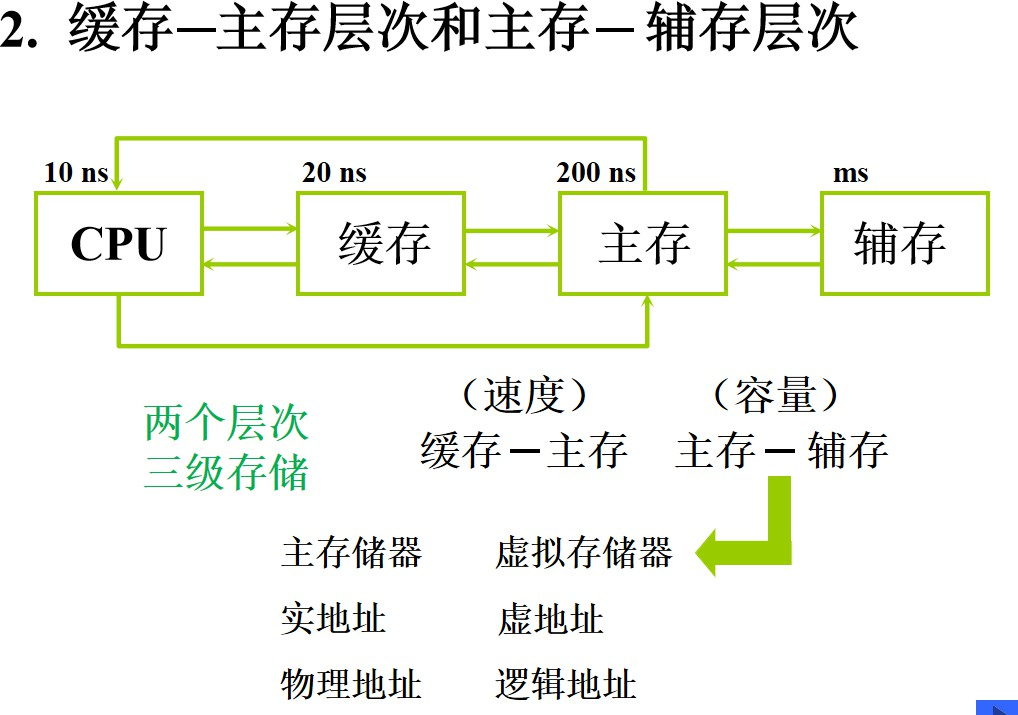 2. 缓存—主存层次和主存— 辅存层次
10 ns 20 ns 200 ns ms
CPU 缓存 主存 辅存
（速度） （容量）
两个层次 缓存 — 主存 主存 — 辅存
三级存储
主存储器 虚拟存储器
实地址 虚地址
物理地址 逻辑地址